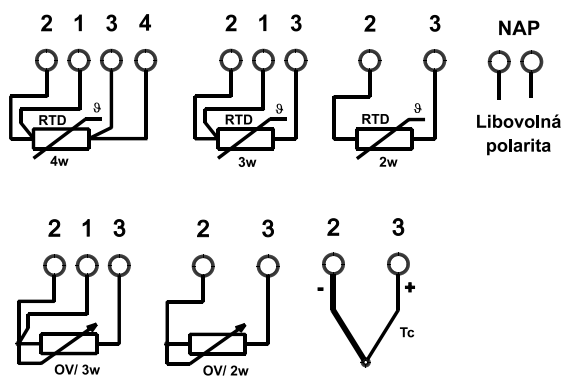 2 1 3 4
RTD ϑ
4w
2 1 3
RTD ϑ
3w
2 3
RTD ϑ
2w
NAP
Libovolná
polarita
2 1 3
OV/ 3w
2 3
OV/ 2w
2 3
- +
Tc